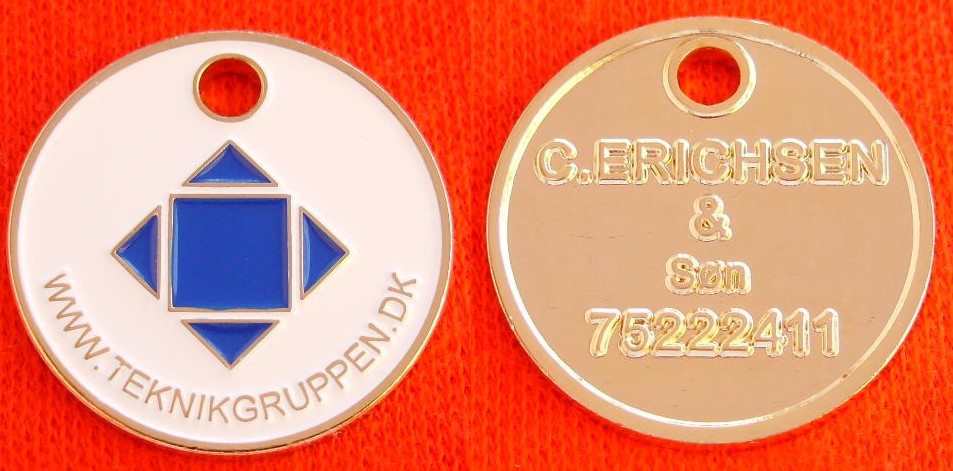 WWW.TEKNIKGRUPPEN.DK
C.ERICHSEN
&
Søn
75222411